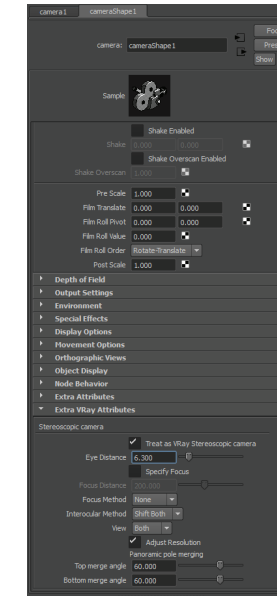 camera1 cameraShape1
Foc
camera: cameraShape1
Pres
Show
Sample
Shake Enabled
Shake 0.000 0.000
Shake Overscan Enabled
Shake Overscan 1.000
Pre Scale 1.000
Film Translate 0.000 0.000
Film Roll Pivot 0.000 0.000
Film Roll Value 0.000
Film Roll Order Rotate-Translate
Post Scale 1.000
Depth of Field
Output Settings
Environment
Special Effects
Display Options
Movement Options
Orthographic Views
Object Display
Node Behavior
Extra Attributes
Extra VRay Attributes
Stereoscopic camera
Treat as VRay Stereoscopic camera
Eye Distance 6.300
Specify Focus
Focus Distance 200.000
Focus Method None
Interocular Method Shift Both
View Both
Adjust Resolution
Panoramic pole merging
Top merge angle 60.000
Bottom merge angle 60.000